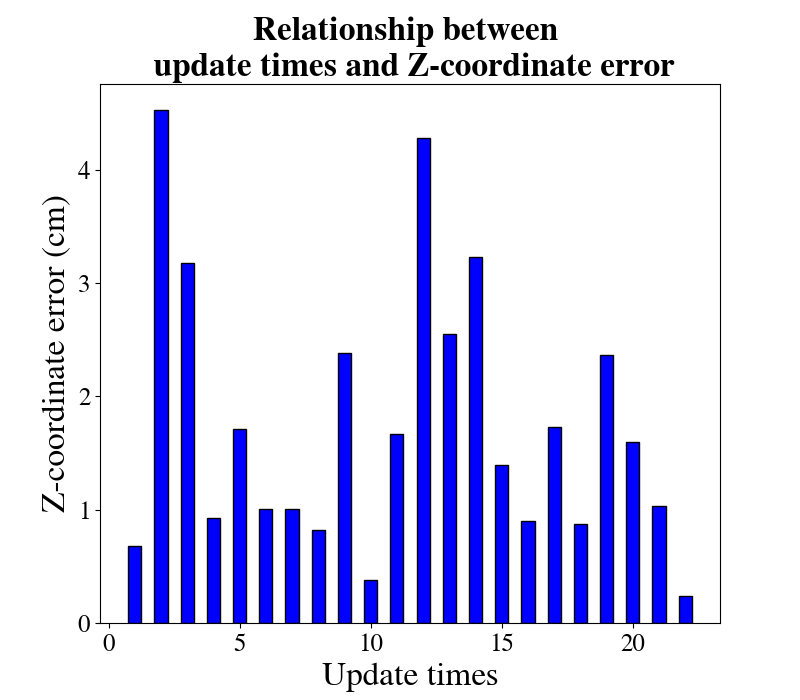 Relationship between
update times and Z-coordinate error
Z-coordinate error (cm)
4
3
2
1
0
0 5 10 15 20
Update times